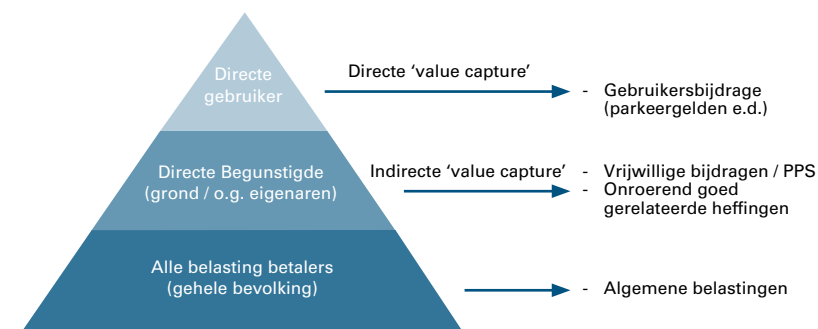 Directe
gebruiker
Directe ‘value capture’
- Gebruikersbijdrage
(parkeergelden e.d.)
Directe Begunstigde
(grond / o.g. eigenaren)
Indirecte ‘value capture’
- Vrijwillige bijdragen / PPS
- Onroerend goed
gerelateerde heffingen
Alle belasting betalers
(gehele bevolking)
- Algemene belastingen